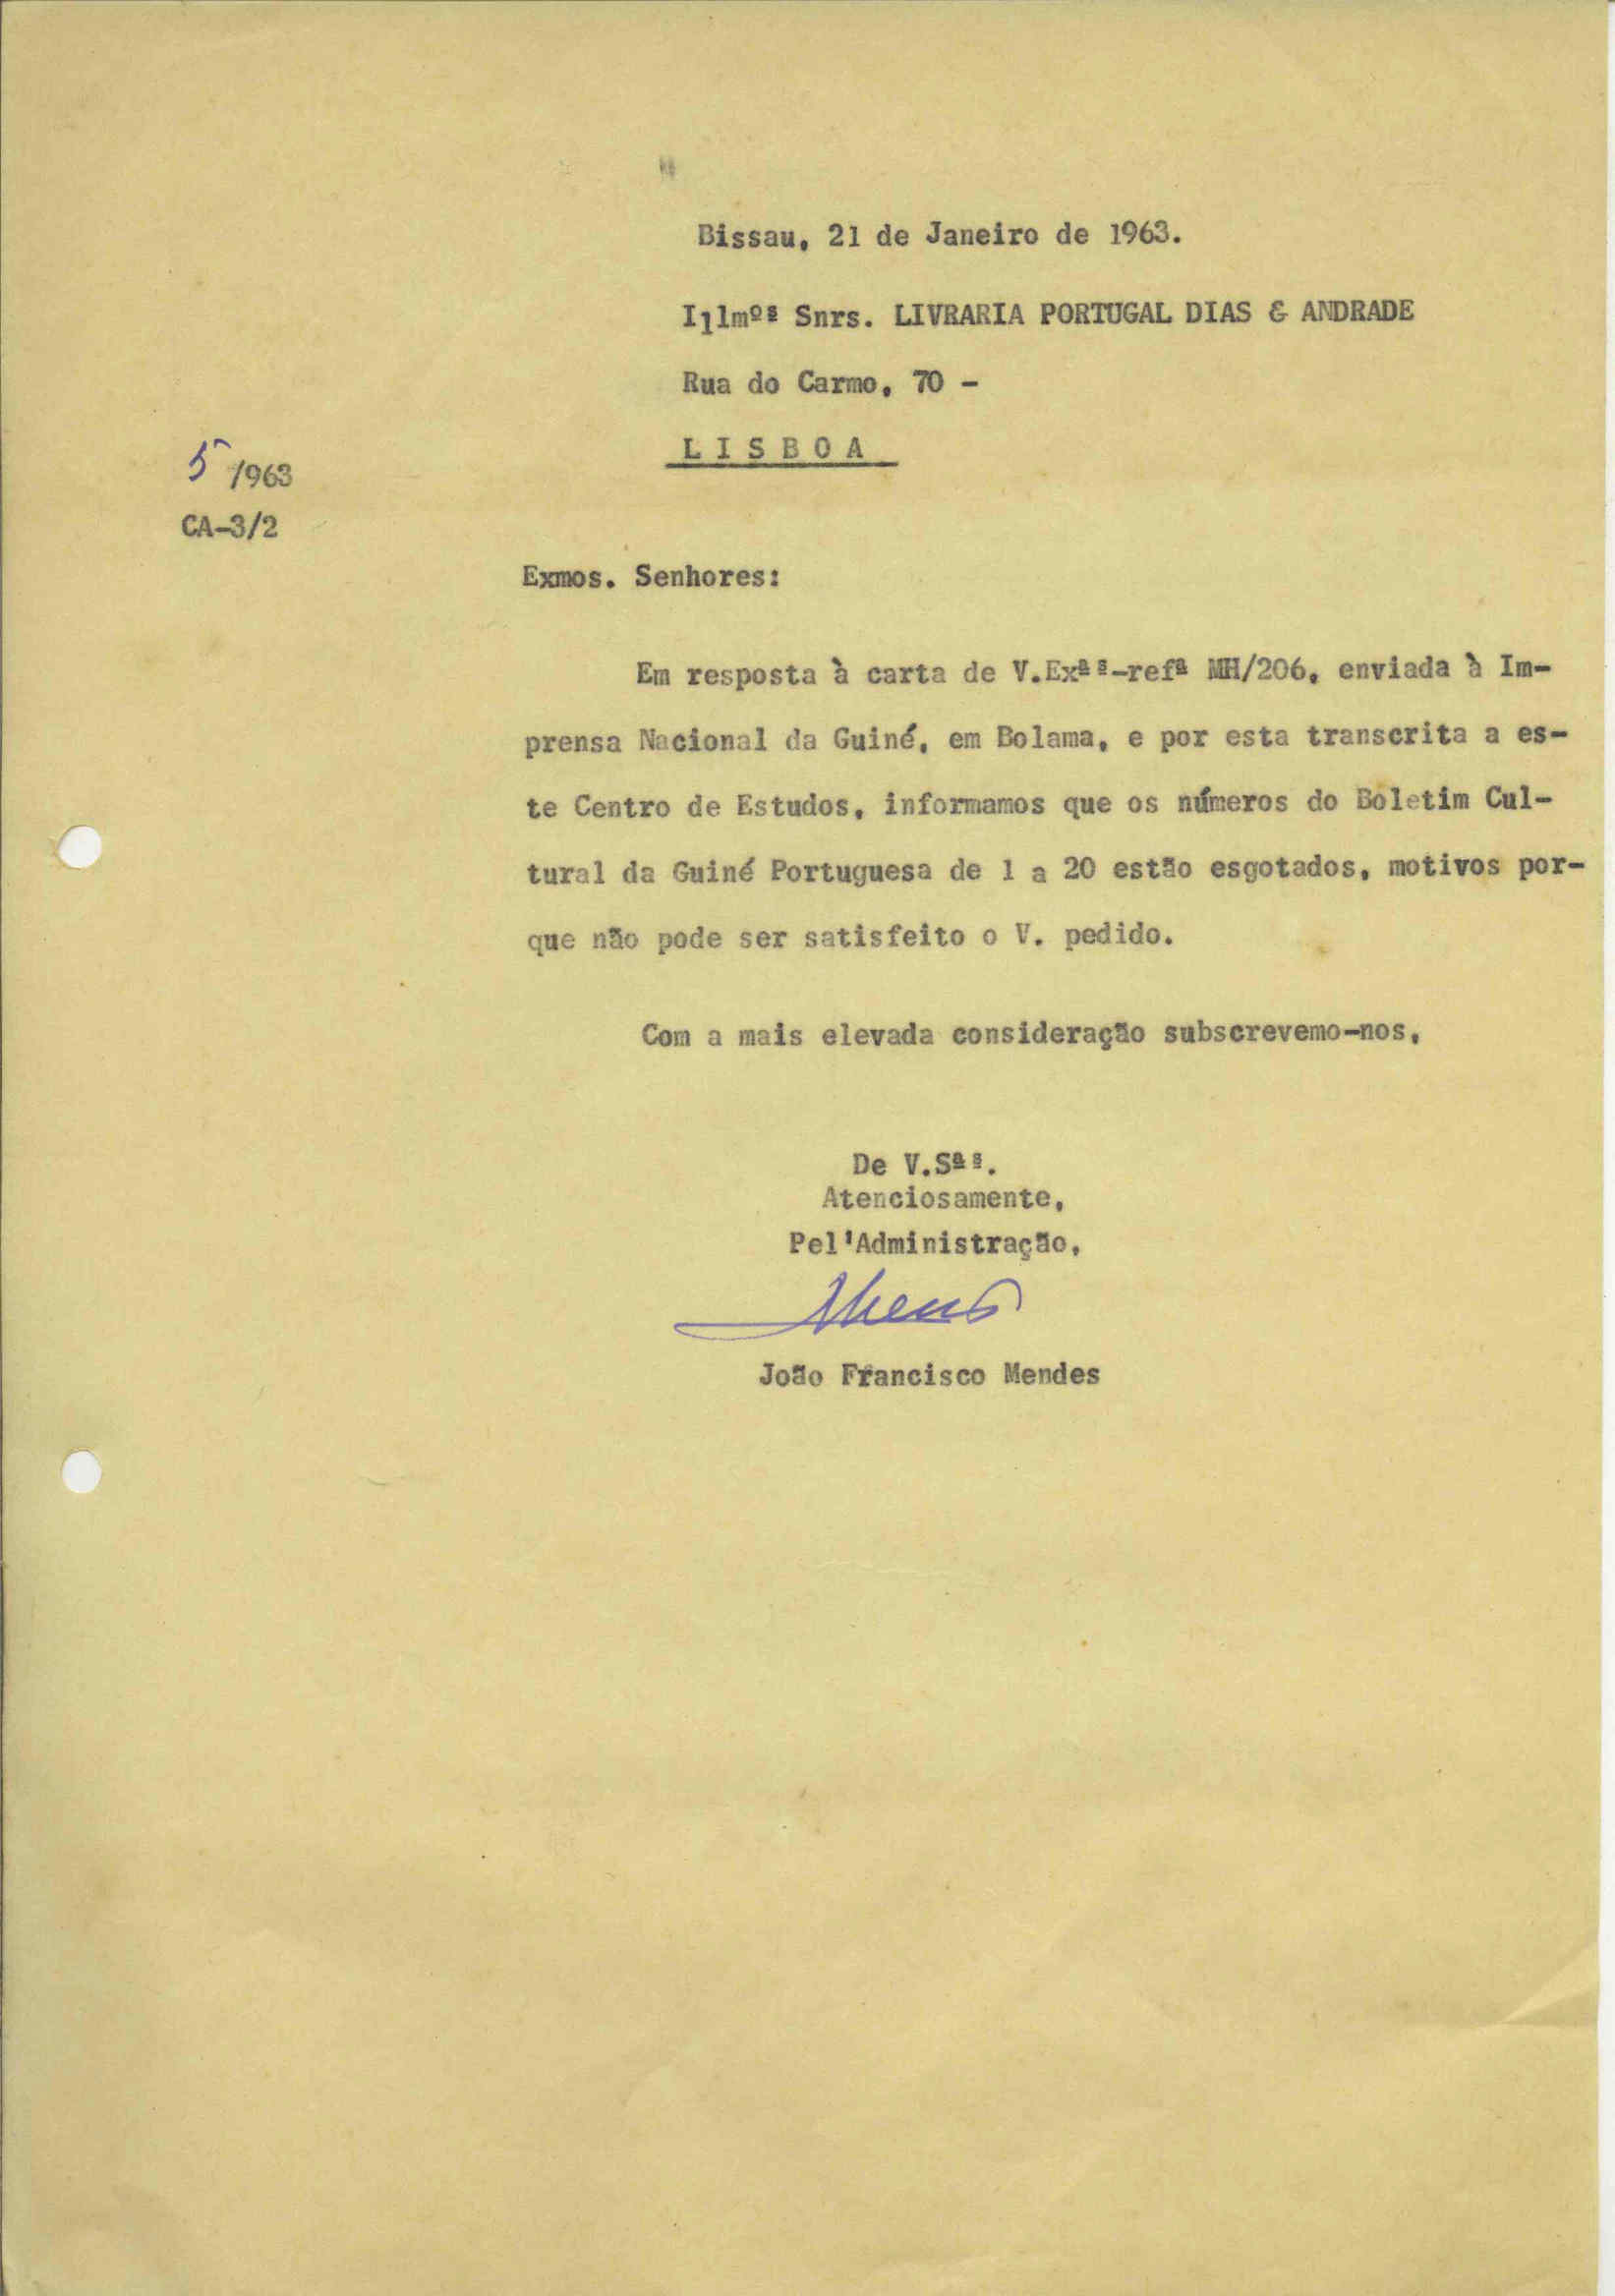 Bissau, 21 de Janeiro de 1963.
Illmºs Snrs. LIVRARIA PORTUGAL DIAS & ANDRADE
Rua do Carmo, 70 -
LISBOA
5 /963
CA-3/2
Exmos. Senhores:
Em resposta à carta de V.Exªs-refª MH/206, enviada à Im-
prensa Nacional da Guiné, em Bolama, e por esta transcrita a es-
te Centro de Estudos, informamos que os números do Boletim Cul-
tural da Guiné Portuguesa de 1 a 20 estão esgotados, motivos por-
que não pode ser satisfeito o V. pedido.
Com a mais elevada consideração subscrevemo-nos,
De V.Sªs.
Atenciosamente,
Pel'Administração,
João Francisco Mendes